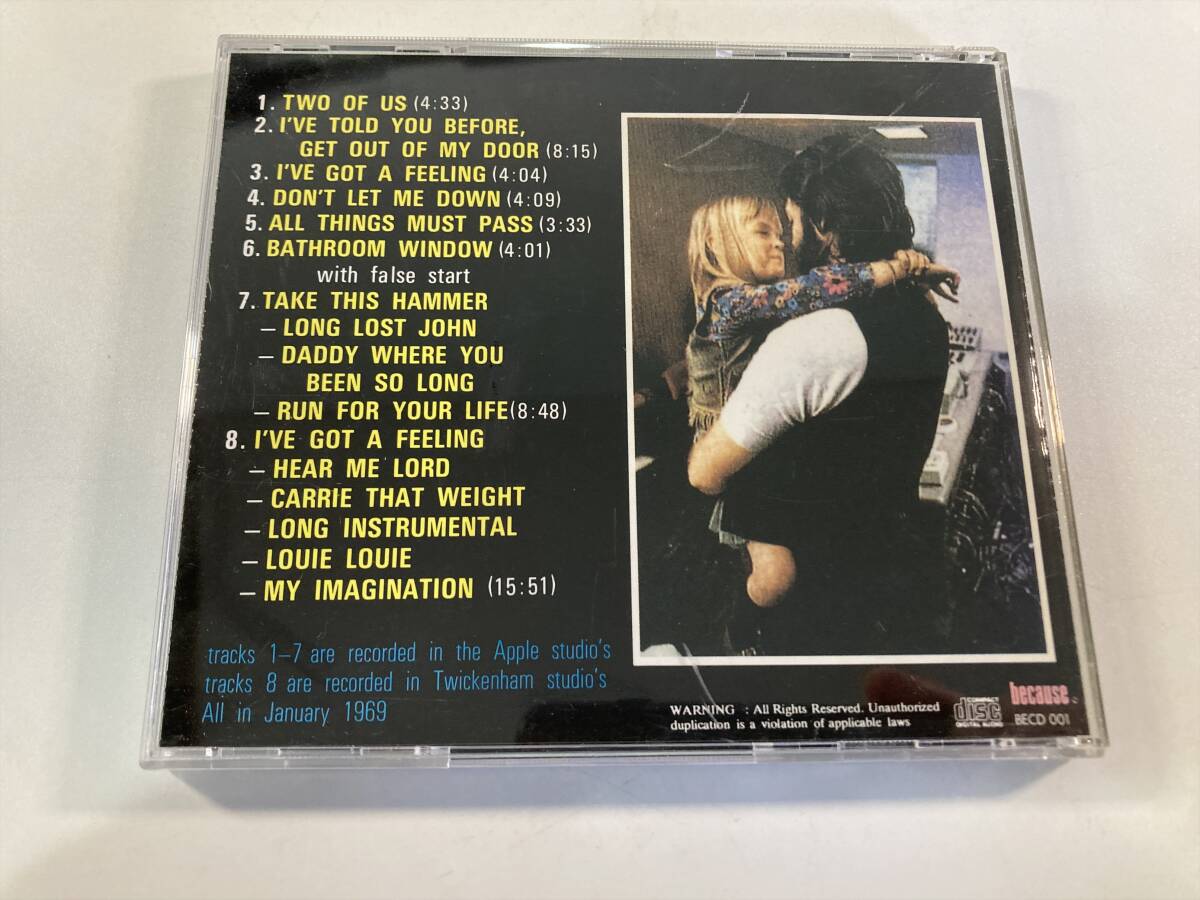 1. TWO OF US (4:33)
2. I'VE TOLD YOU BEFORE,
GET OUT OF MY DOOR (8:15)
3. I'VE GOT A FEELING (4:04)
4. DON'T LET ME DOWN (4:09)
5. ALL THINGS MUST PASS (3:33)
6. BATHROOM WINDOW (4:01)
with false start
7. TAKE THIS HAMMER
– LONG LOST JOHN
– DADDY WHERE YOU
BEEN SO LONG
– RUN FOR YOUR LIFE (8:48)
8. I'VE GOT A FEELING
– HEAR ME LORD
– CARRIE THAT WEIGHT
– LONG INSTRUMENTAL
– LOUIE LOUIE
– MY IMAGINATION (15:51)
tracks 1–7 are recorded in the Apple studio's
tracks 8 are recorded in Twickenham studio's
All in January 1969
WARNING : All Rights Reserved. Unauthorized
duplication is a violation of applicable laws
COMPACT
disc
DIGITAL AUDIO
because
BECD 001